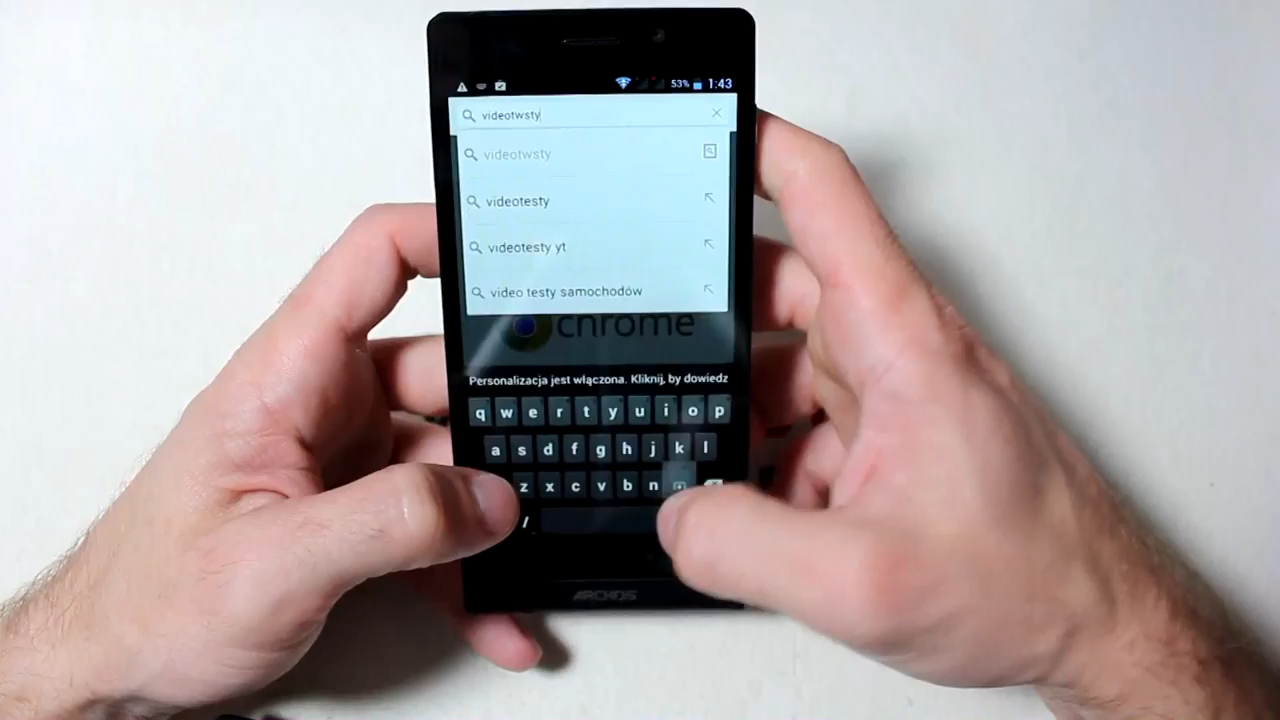 53% 1:43
videotwsty
videotwsty
videotesty
videotesty yt
video testy samochodów
chrome
Personalizacja jest włączona. Kliknij, by dowiedz
q w e r t y u i o p
a s d f g h j k l
z x c v b n
/
ARCHOS